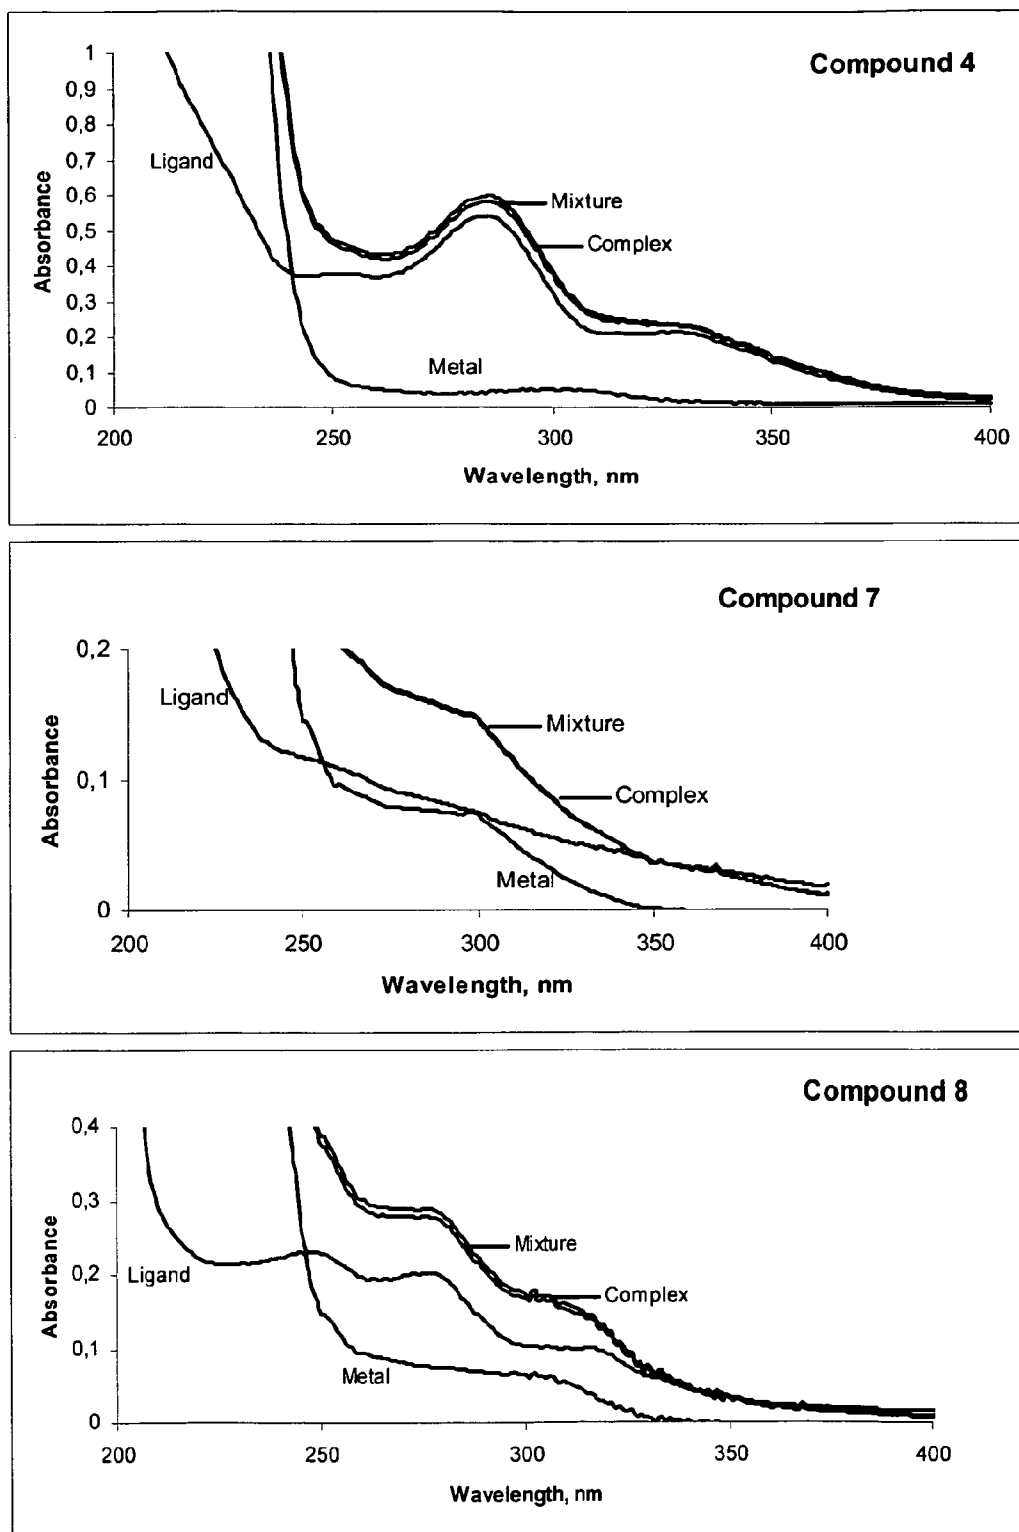 Compound 4
1
0,9
0,8
Ligand
0,7
0,6
Mixture
0,5
Complex
0,4
0,3
0,2
Metal
0,1
0
Absorbance
200 250 300 350 400
Wavelength, nm
Compound 7
0,2
Ligand
Mixture
0,1
Complex
Metal
0
Absorbance
200 250 300 350 400
Wavelength, nm
Compound 8
0,4
0,3
Mixture
0,2
Ligand
Complex
0,1
Metal
0
Absorbance
200 250 300 350 400
Wavelength, nm